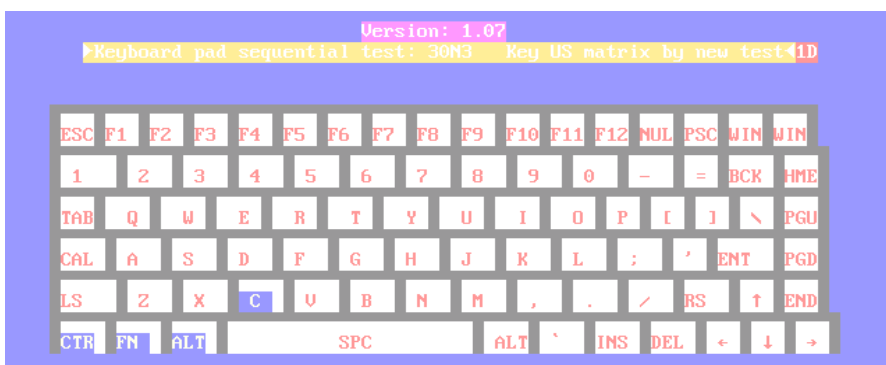 Version: 1.07
►Keyboard pad sequential test: 30N3 Key US matrix by new test◄1D
ESC F1 F2 F3 F4 F5 F6 F7 F8 F9 F10 F11 F12 NUL PSC WIN WIN
1 2 3 4 5 6 7 8 9 0 - = BCK HME
TAB Q W E R T Y U I O P [ ] \ PGU
CAL A S D F G H J K L ; ' ENT PGD
LS Z X C V B N M , . / RS ↑ END
CTR FN ALT SPC ALT ` INS DEL ← ↓ →